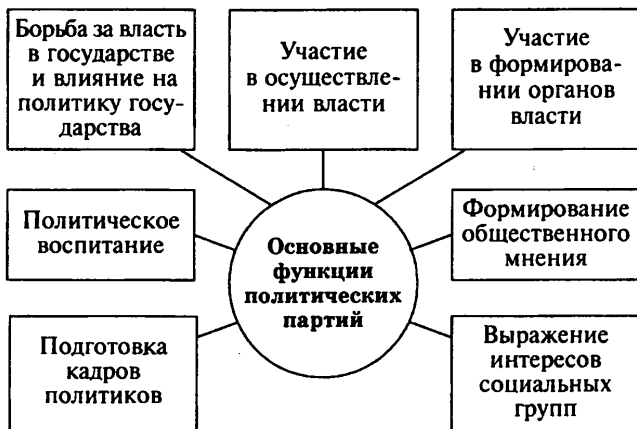 Борьба за власть
в государстве
и влияние на
политику госу-
дарства
Участие
в осуществле-
нии власти
Участие
в формирова-
нии органов
власти
Политическое
воспитание
Основные
функции
политических
партий
Формирование
общественного
мнения
Подготовка
кадров
политиков
Выражение
интересов
социальных
групп